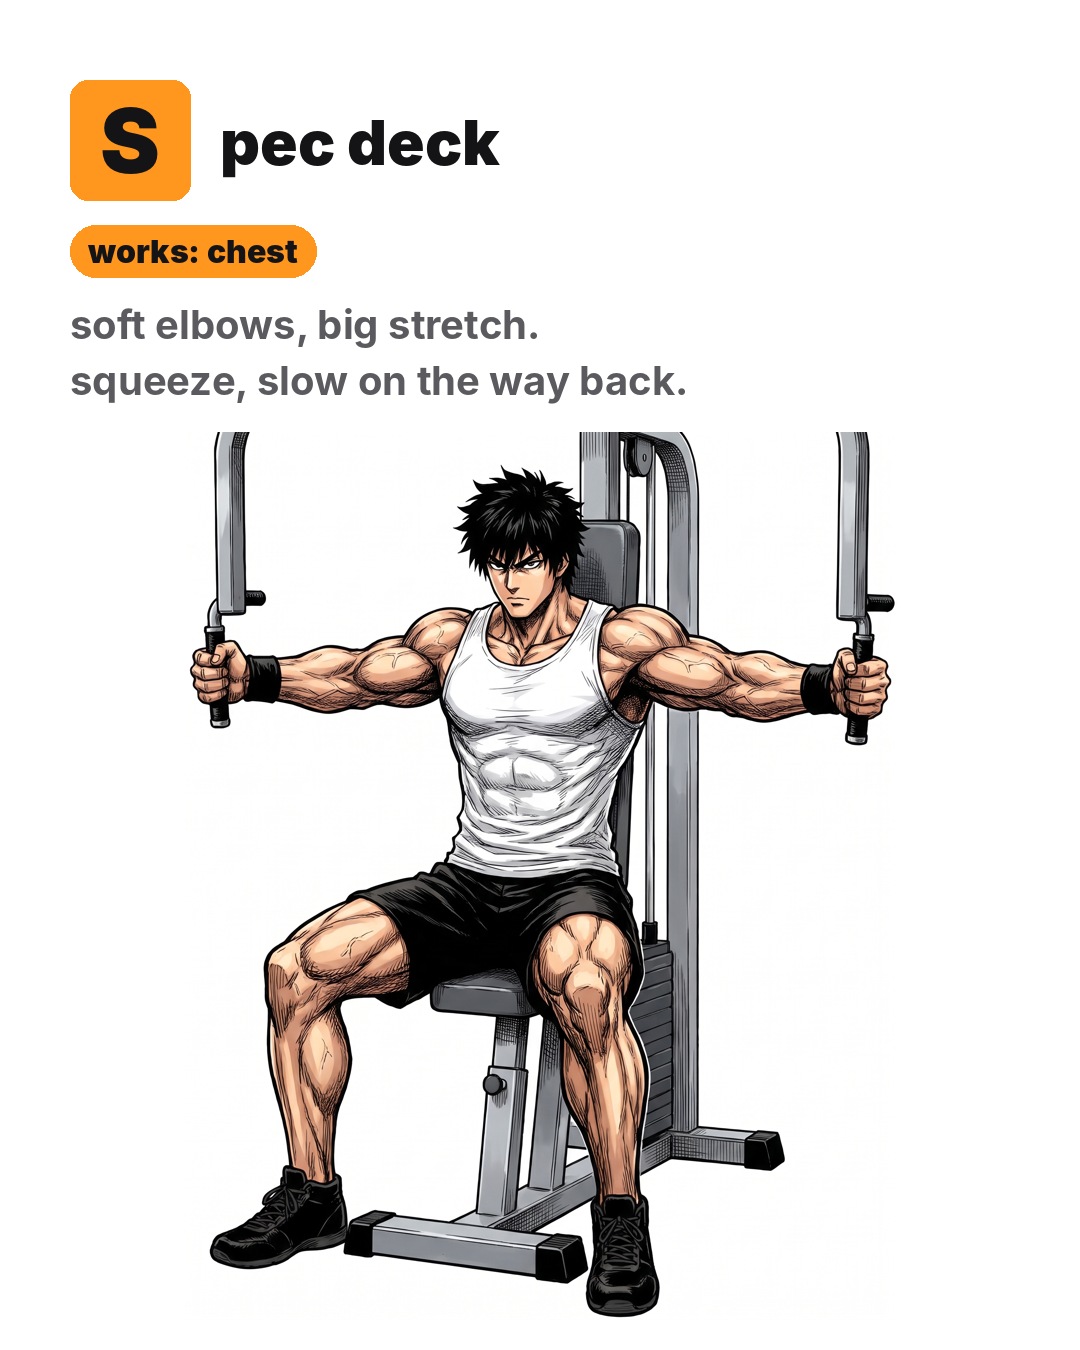 S pec deck
works: chest
soft elbows, big stretch.
squeeze, slow on the way back.